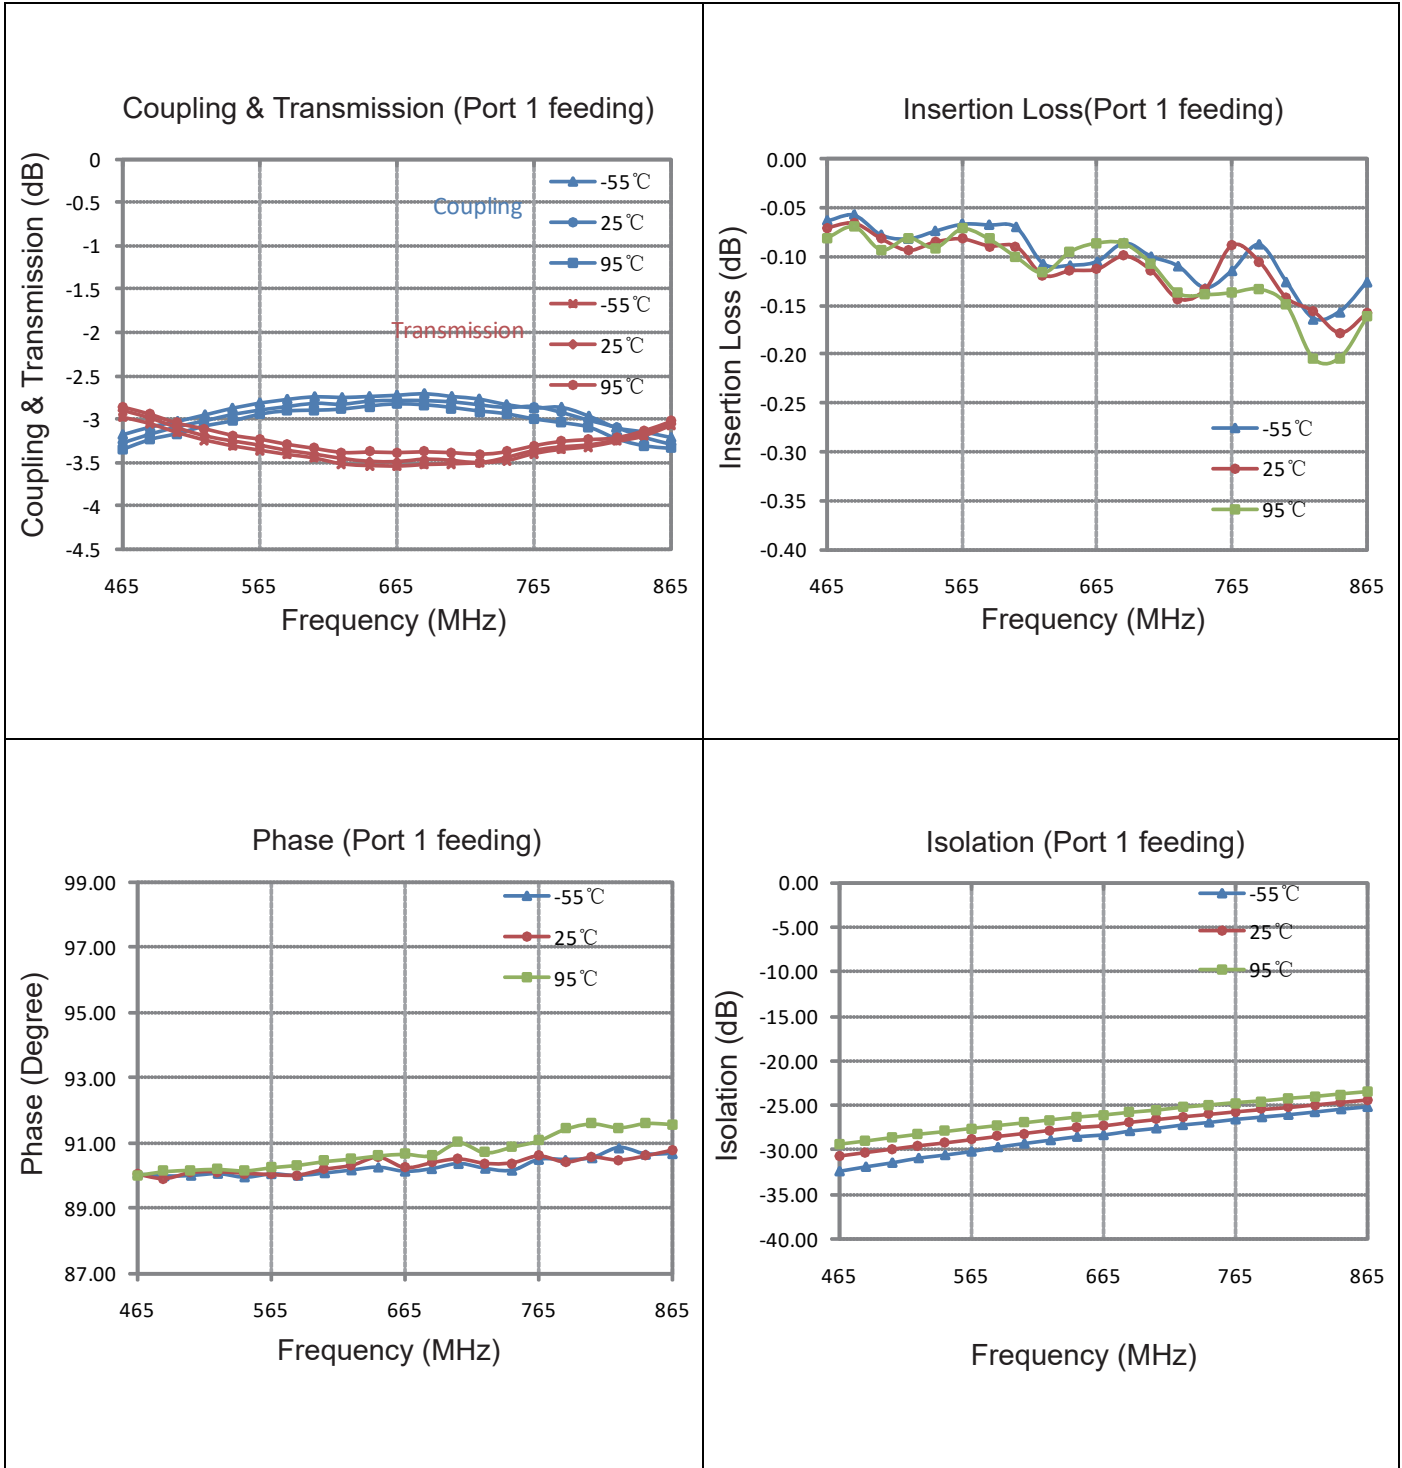 Coupling & Transmission (Port 1 feeding)
Coupling & Transmission (dB)
0
-0.5
-1
-1.5
-2
-2.5
-3
-3.5
-4
-4.5
Coupling
Transmission
-55℃
25℃
95℃
-55℃
25℃
95℃
465 565 665 765 865
Frequency (MHz)
Insertion Loss(Port 1 feeding)
Insertion Loss (dB)
0.00
-0.05
-0.10
-0.15
-0.20
-0.25
-0.30
-0.35
-0.40
-55℃
25℃
95℃
465 565 665 765 865
Frequency (MHz)
Phase (Port 1 feeding)
Phase (Degree)
99.00
97.00
95.00
93.00
91.00
89.00
87.00
-55℃
25℃
95℃
465 565 665 765 865
Frequency (MHz)
Isolation (Port 1 feeding)
Isolation (dB)
0.00
-5.00
-10.00
-15.00
-20.00
-25.00
-30.00
-35.00
-40.00
-55℃
25℃
95℃
465 565 665 765 865
Frequency (MHz)